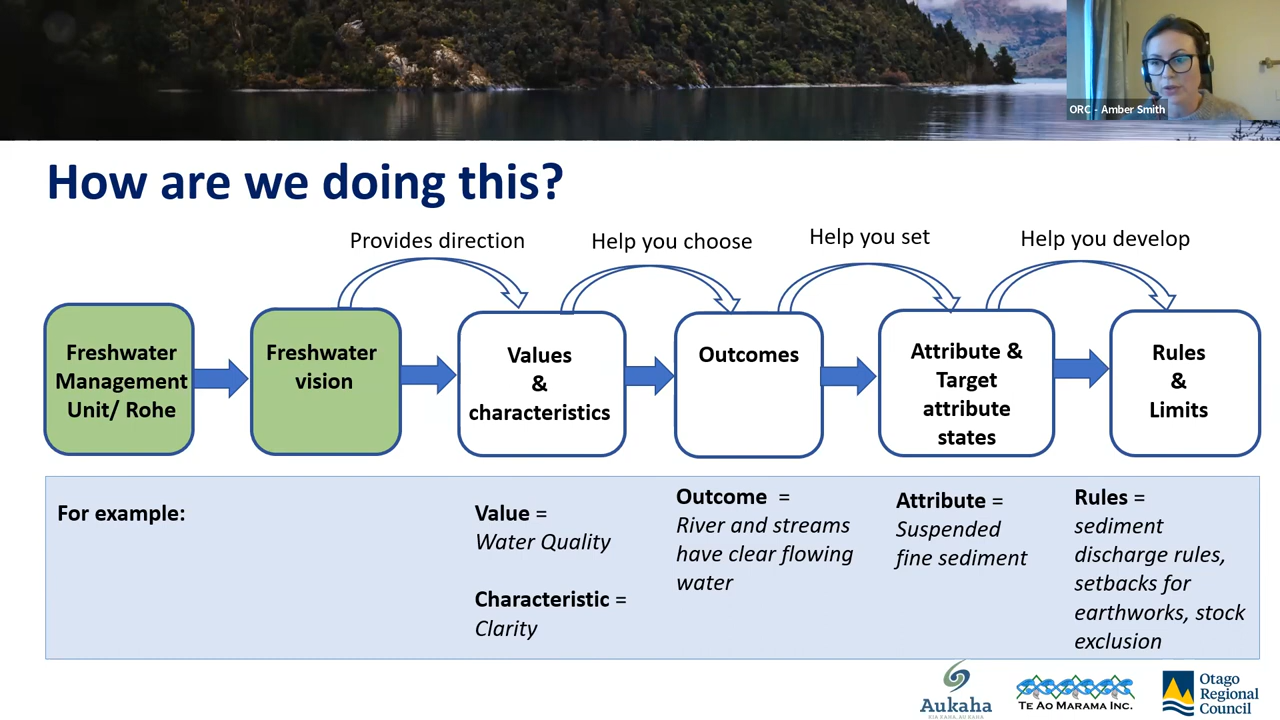 ORC - Amber Smith
How are we doing this?
Provides direction
Help you choose
Help you set
Help you develop
Freshwater
Management
Unit/ Rohe
Freshwater
vision
Values
&
characteristics
Outcomes
Attribute &
Target
attribute
states
Rules
&
Limits
For example:
Value =
Water Quality
Characteristic =
Clarity
Outcome =
River and streams
have clear flowing
water
Attribute =
Suspended
fine sediment
Rules =
sediment
discharge rules,
setbacks for
earthworks, stock
exclusion
Aukaha
KIA KAHA, AU KAHA
TE AO MARAMA INC.
Otago
Regional
Council